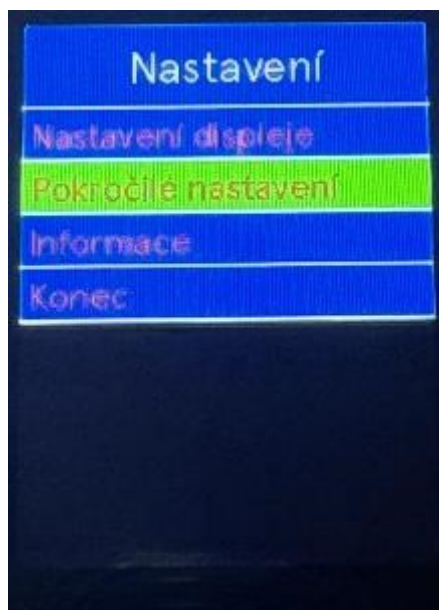 Nastavení
Nastavení displeje
Pokročilé nastavení
Informace
Konec